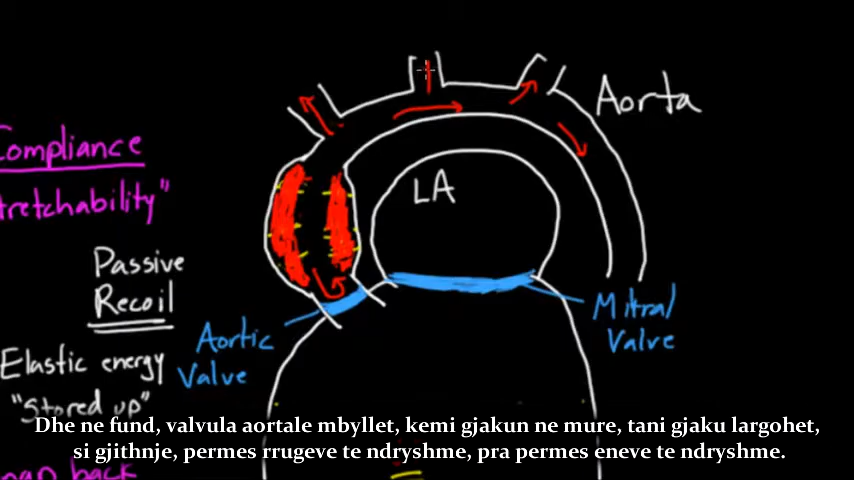 Aorta
Compliance
LA
tretchability"
Passive
Recoil
Mitral
Valve
Aortic
Valve
Elastic energy
"Stored up"
Dhe ne fund, valvula aortale mbyllet, kemi gjakun ne mure, tani gjaku largohet,
si gjithnje, permes rrugeve te ndryshme, pra permes eneve te ndryshme.